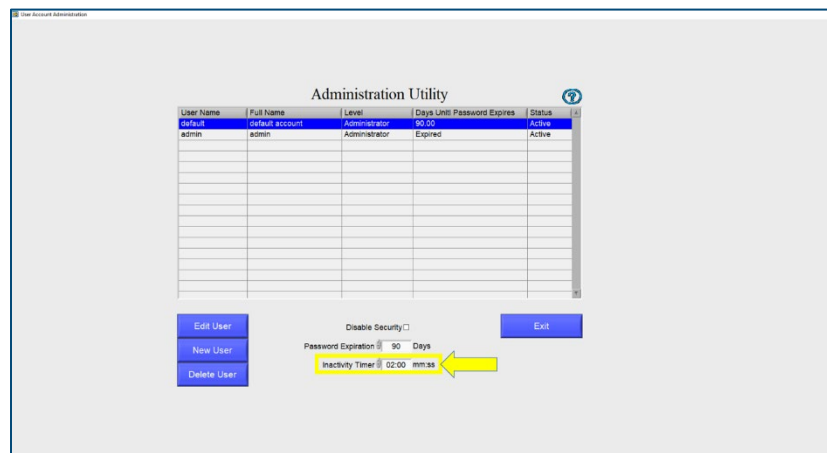 User Account Administration
Administration Utility
?
User Name Full Name Level Days Until Password Expires Status
default default account Administrator 90.00 Active
admin admin Administrator Expired Active
Edit User
New User
Delete User
Disable Security
Password Expiration 90 Days
Inactivity Timer 02:00 mm:ss
Exit